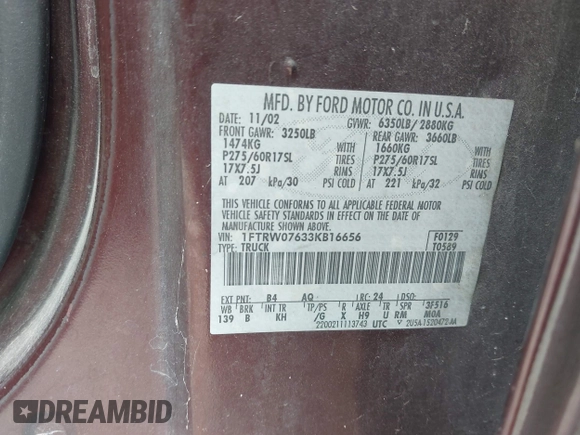 MFD. BY FORD MOTOR CO. IN U.S.A.
DATE: 11/02 GVWR: 6350LB/ 2880KG
FRONT GAWR: 3250LB REAR GAWR: 3660LB
1474KG 1660KG
P275/60R17SL TIRES P275/60R17SL TIRES
17X7.5J RIMS 17X7.5J RIMS
AT 207 kPa/30 PSI COLD AT 221 kPa/32 PSI COLD
THIS VEHICLE CONFORMS TO ALL APPLICABLE FEDERAL MOTOR
VEHICLE SAFETY STANDARDS IN EFFECT ON THE DATE OF
MANUFACTURE SHOWN ABOVE.
VIN: 1FTRW07633KB16656 F0129
TYPE: TRUCK T0589
EXT PNT: B4 AQ RC: 24 DSO:
WB BRK INT TR TP/PS R AXLE TR SPR 3F516
139 B KH /G X H9 U RM M0A
UTC
DREAMBID